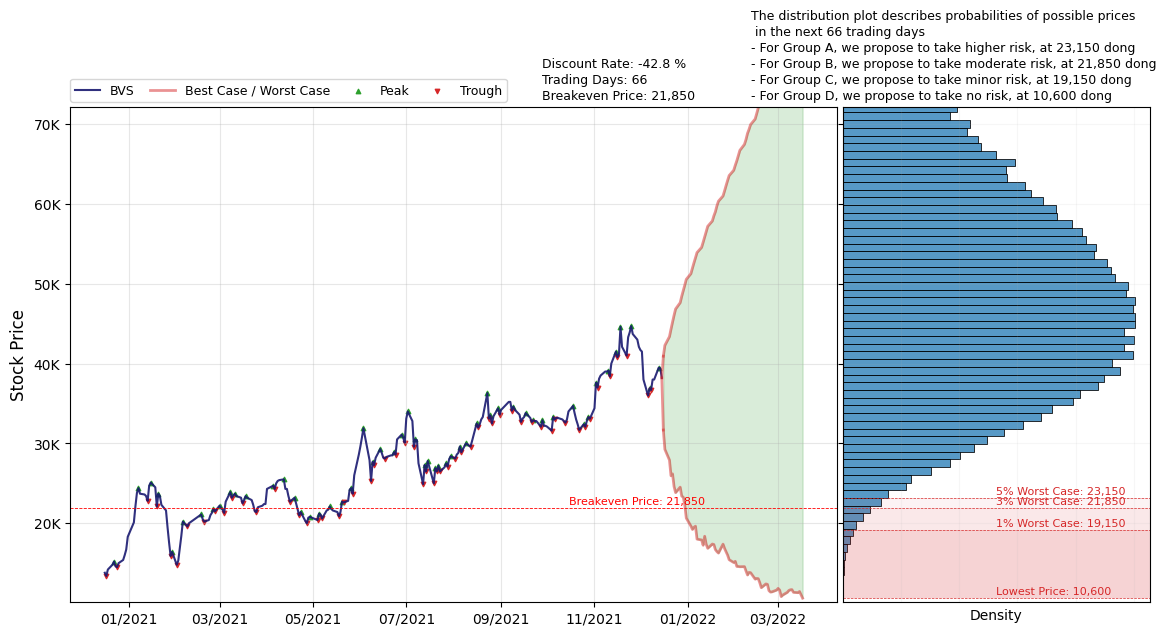 The distribution plot describes probabilities of possible prices
in the next 66 trading days
- For Group A, we propose to take higher risk, at 23,150 dong
- For Group B, we propose to take moderate risk, at 21,850 dong
- For Group C, we propose to take minor risk, at 19,150 dong
- For Group D, we propose to take no risk, at 10,600 dong
Discount Rate: -42.8 %
Trading Days: 66
Breakeven Price: 21,850
BVS
Best Case / Worst Case
Peak
Trough
Stock Price
70K
60K
50K
40K
30K
20K
Breakeven Price: 21,850
5% Worst Case: 23,150
3% Worst Case: 21,850
1% Worst Case: 19,150
Lowest Price: 10,600
01/2021
03/2021
05/2021
07/2021
09/2021
11/2021
01/2022
03/2022
Density